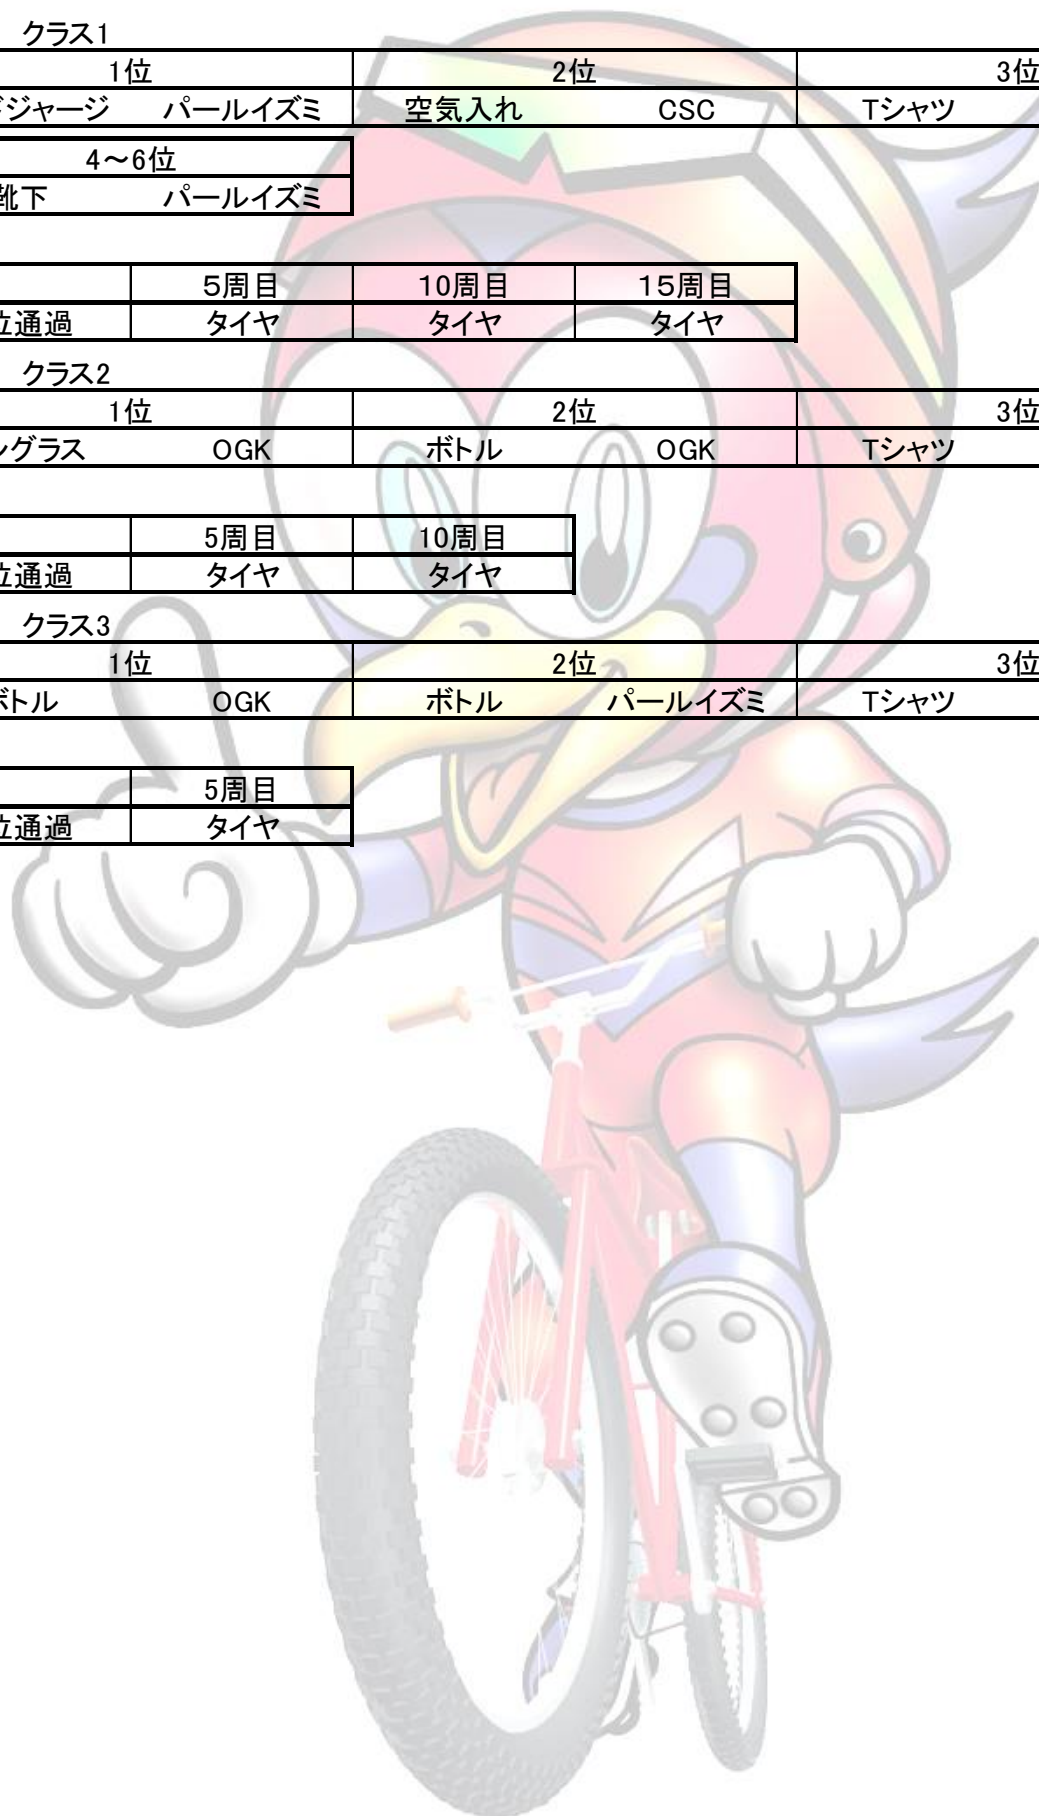 クラス1
1位 2位 3位
ジャージ パールイズミ 空気入れ CSC Tシャツ
4～6位
靴下 パールイズミ
5周目 10周目 15周目
位通過 タイヤ タイヤ タイヤ
クラス2
1位 2位 3位
ングラス OGK ボトル OGK Tシャツ
5周目 10周目
位通過 タイヤ タイヤ
クラス3
1位 2位 3位
ボトル OGK ボトル パールイズミ Tシャツ
5周目
位通過 タイヤ